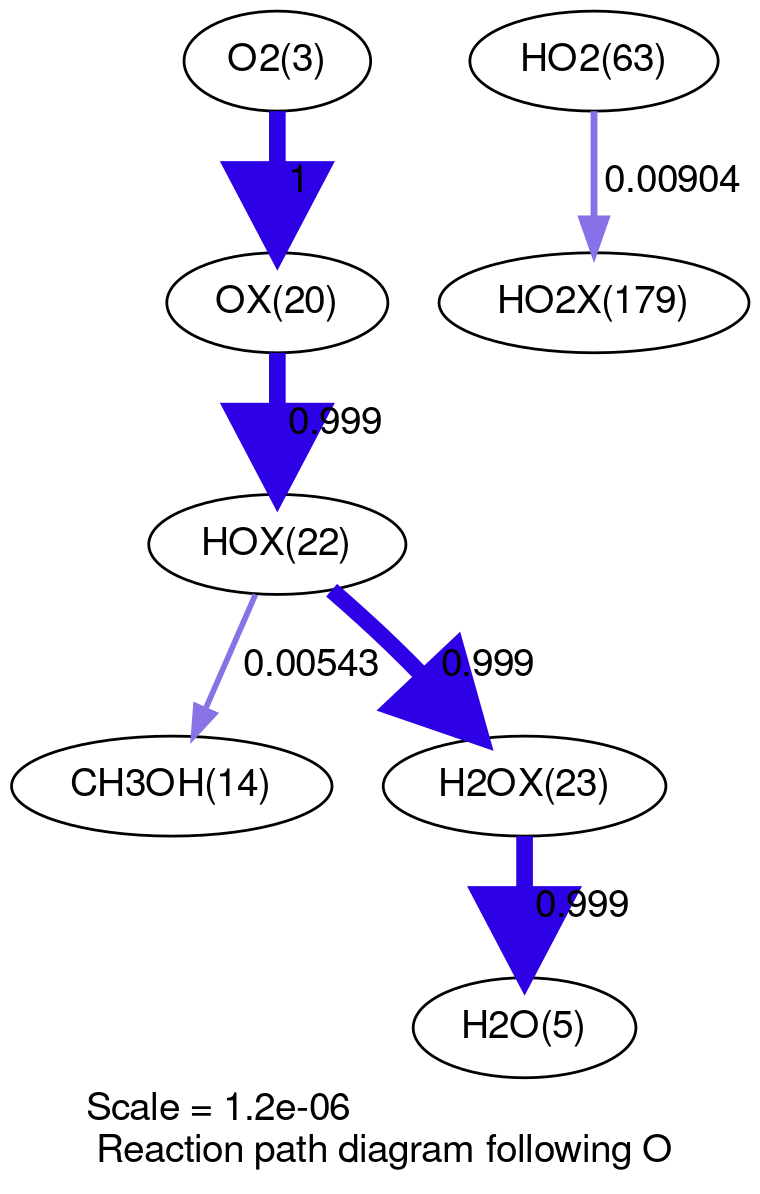 O2(3)
HO2(63)
1
0.00904
OX(20)
HO2X(179)
0.999
HOX(22)
0.00543
0.999
CH3OH(14)
H2OX(23)
0.999
H2O(5)
Scale = 1.2e-06
Reaction path diagram following O